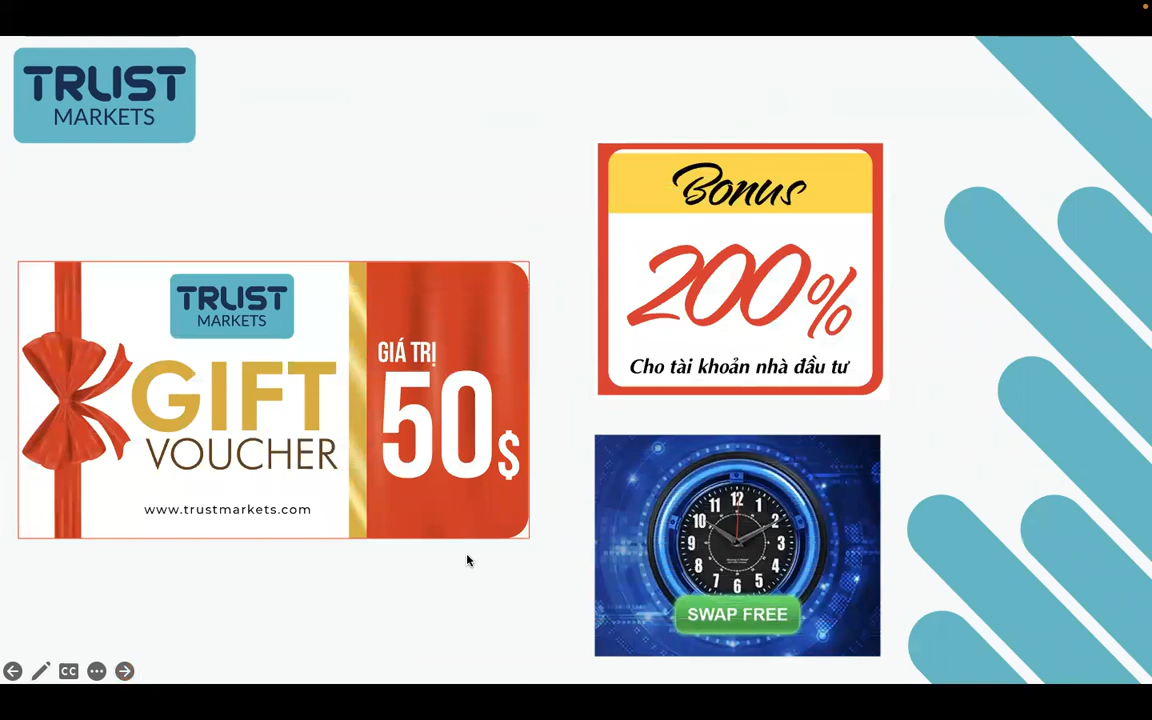 TRUST
MARKETS
TRUST
MARKETS
GIFT
VOUCHER
www.trustmarkets.com
GIÁ TRỊ
50$
Bonus
200%
Cho tài khoản nhà đầu tư
12
11 1
10 2
9 3
8 4
7 5
6
SWAP FREE
CC